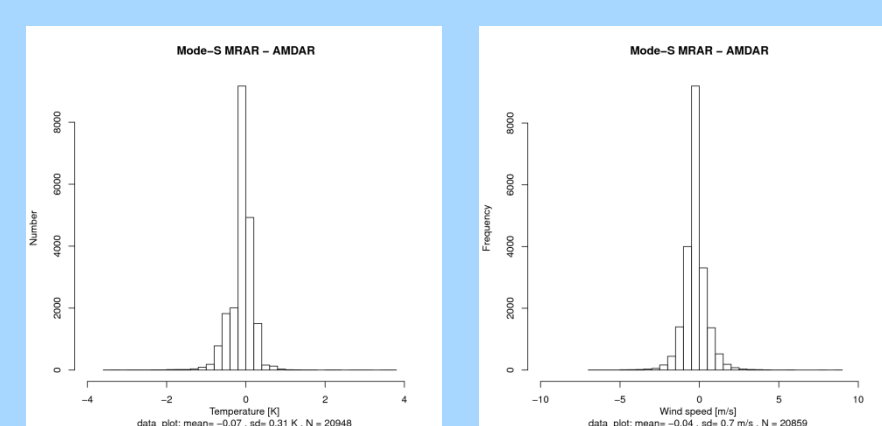 Mode−S MRAR − AMDAR
Number
8000
6000
4000
2000
0
−4 −2 0 2 4
Temperature [K]
data_plot: mean= −0.07 , sd= 0.31 K , N = 20948
Mode−S MRAR − AMDAR
Frequency
8000
6000
4000
2000
0
−10 −5 0 5 10
Wind speed [m/s]
data_plot: mean= −0.04 , sd= 0.7 m/s , N = 20859